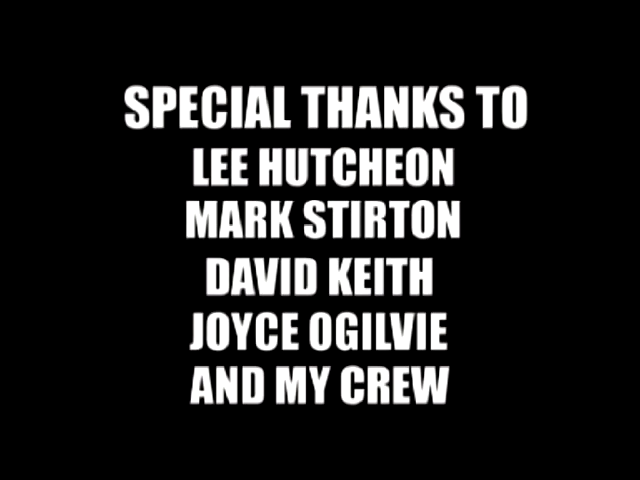 SPECIAL THANKS TO
LEE HUTCHEON
MARK STIRTON
DAVID KEITH
JOYCE OGILVIE
AND MY CREW